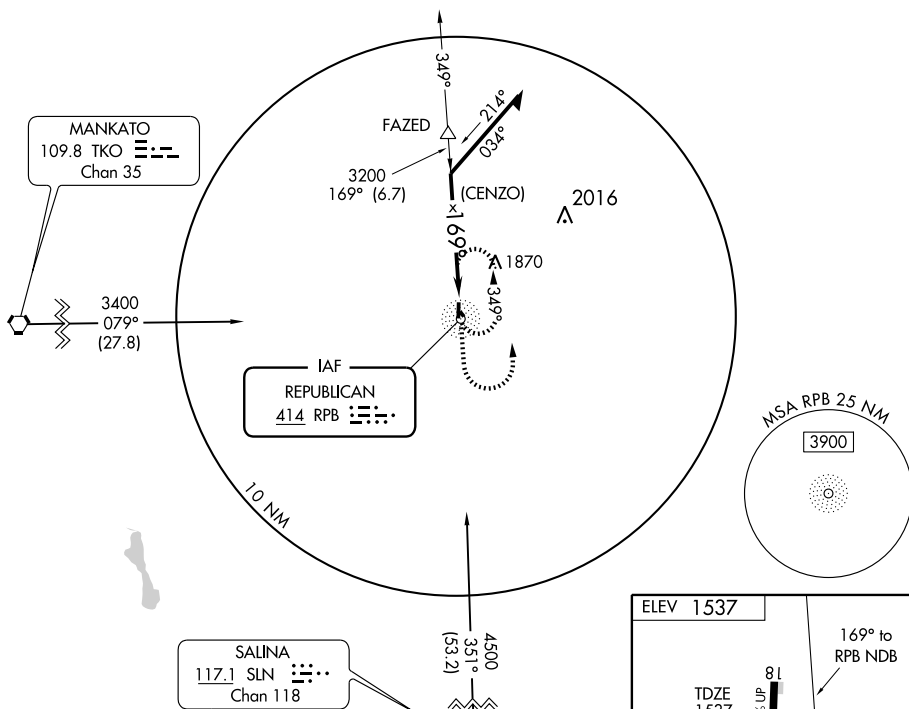 349°
214°
034°
FAZED
MANKATO
109.8 TKO
Chan 35
3200
169° (6.7)
(CENZO)
x
2016
169°
1870
349°
3400
079°
(27.8)
IAF
REPUBLICAN
414 RPB
MSA RPB 25 NM
3900
10 NM
4500
351°
(53.2)
SALINA
117.1 SLN
Chan 118
ELEV 1537
169° to
RPB NDB
18
UP
TDZE
1537